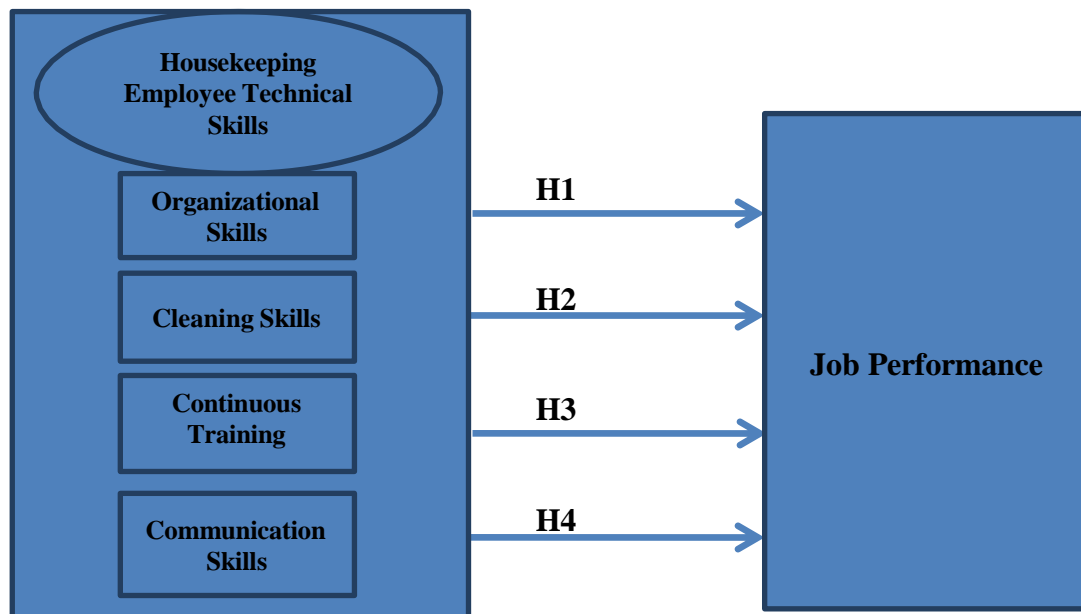 Housekeeping
Employee Technical
Skills
Organizational
Skills
H1
Cleaning Skills
H2
Continuous
Training
H3
Communication
Skills
H4
Job Performance